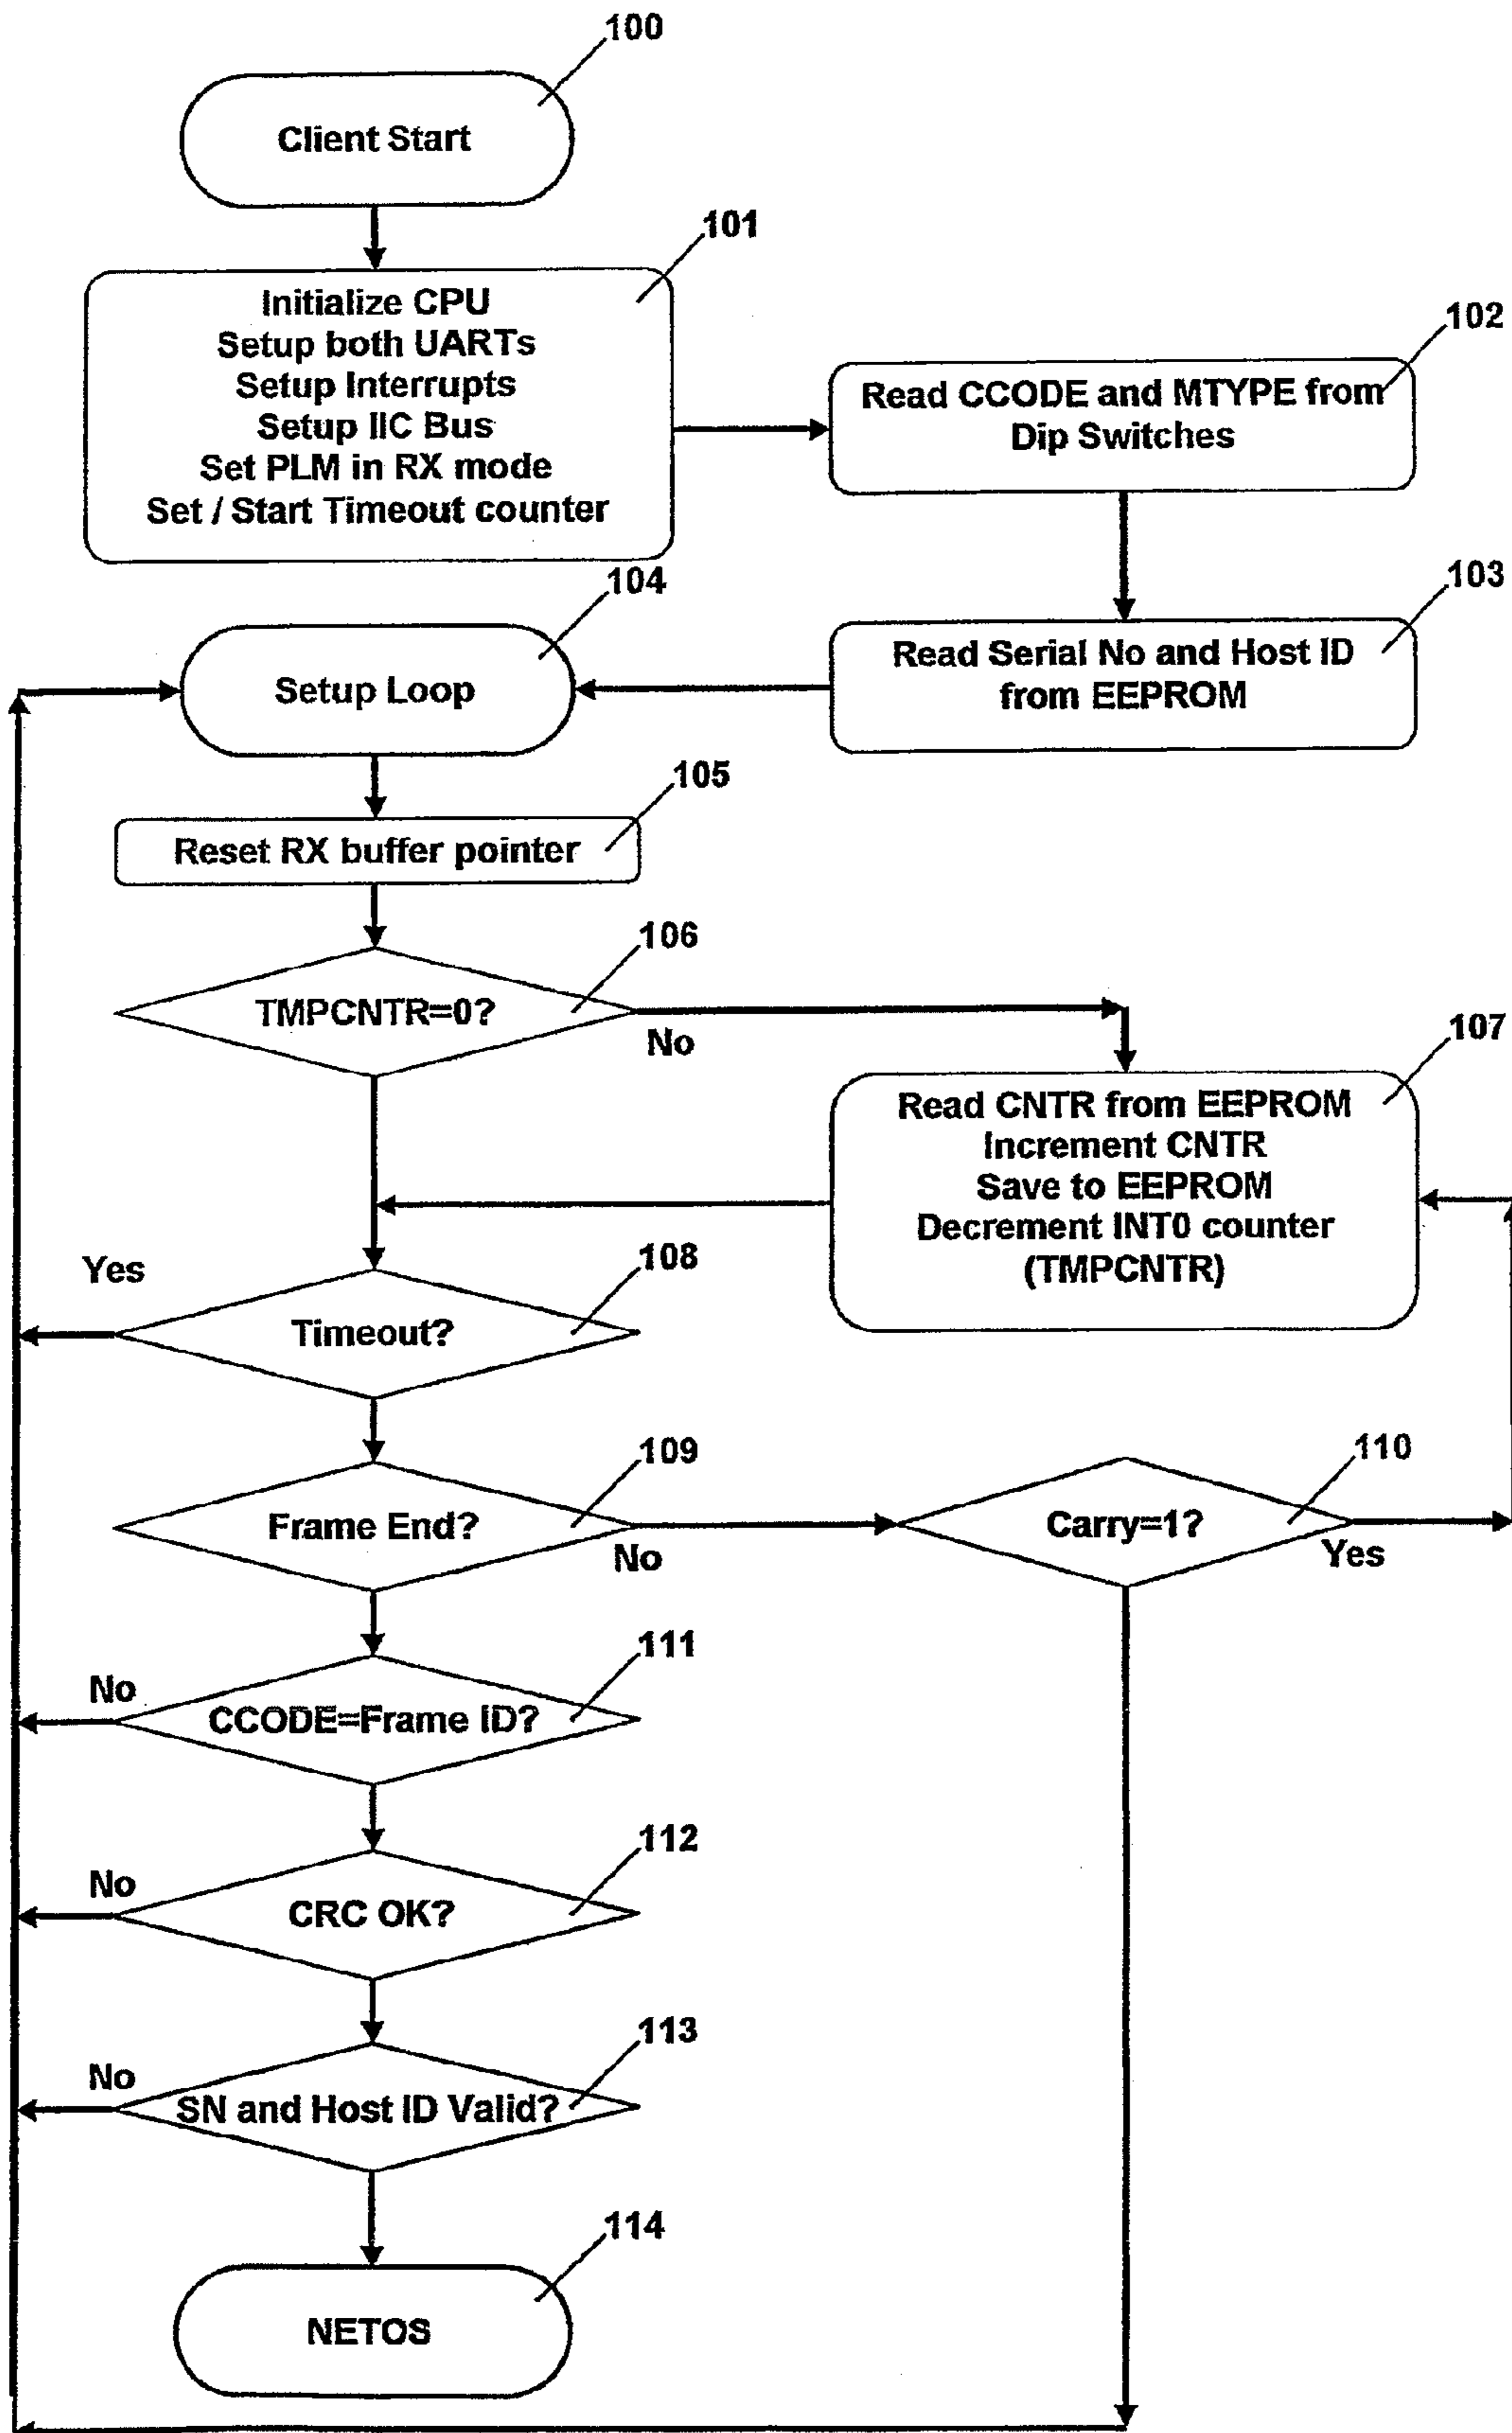 100
Client Start
101
Initialize CPU
Setup both UARTs
Setup Interrupts
Setup IIC Bus
Set PLM in RX mode
Set / Start Timeout counter
102
Read CCODE and MTYPE from
Dip Switches
103
Read Serial No and Host ID
from EEPROM
104
Setup Loop
105
Reset RX buffer pointer
106
TMPCNTR=0?
No
107
Read CNTR from EEPROM
Increment CNTR
Save to EEPROM
Decrement INT0 counter
(TMPCNTR)
108
Yes
Timeout?
109
Frame End?
No
110
Carry=1?
Yes
111
No
CCODE=Frame ID?
112
No
CRC OK?
113
No
SN and Host ID Valid?
114
NETOS